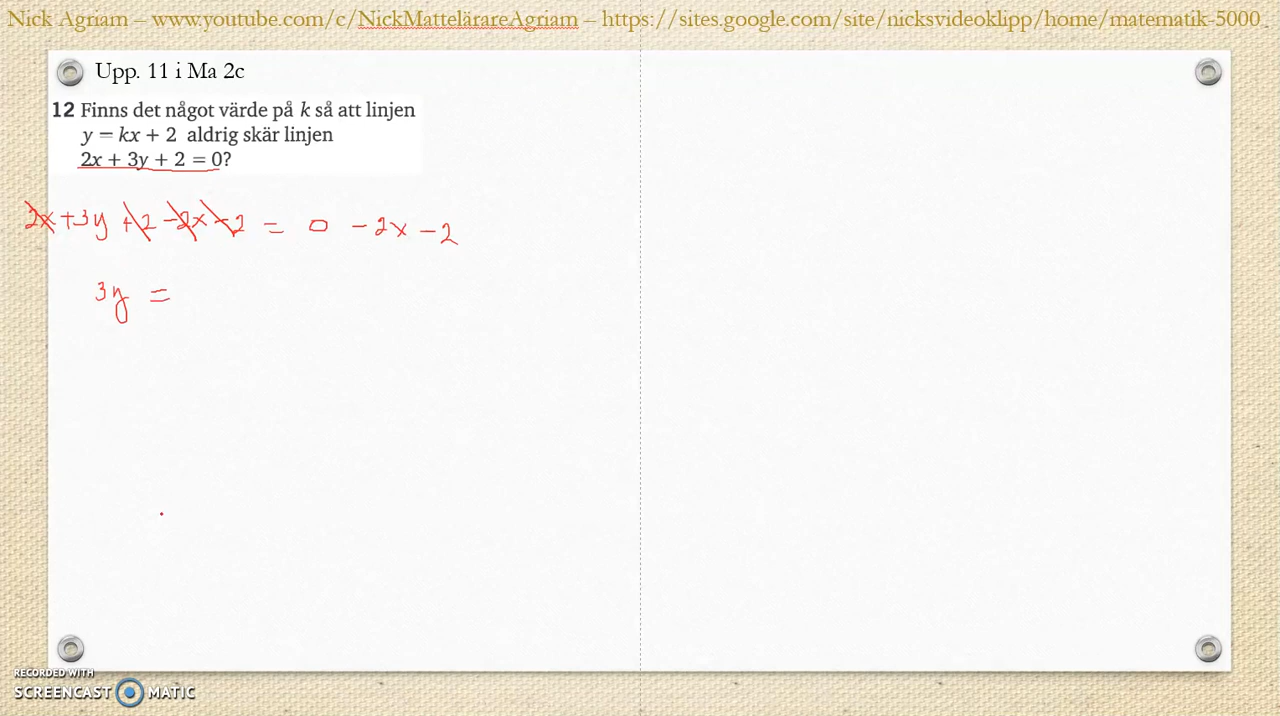 Nick Agriam – www.youtube.com/c/NickMattelärareAgriam – https://sites.google.com/site/nicksvideoklipp/home/matematik-5000
Upp. 11 i Ma 2c
12 Finns det något värde på k så att linjen
y = kx + 2 aldrig skär linjen
2x + 3y + 2 = 0?
2x + 3y + 2 - 2x - 2 = 0 - 2x - 2
3y =
RECORDED WITH
SCREENCAST MATIC